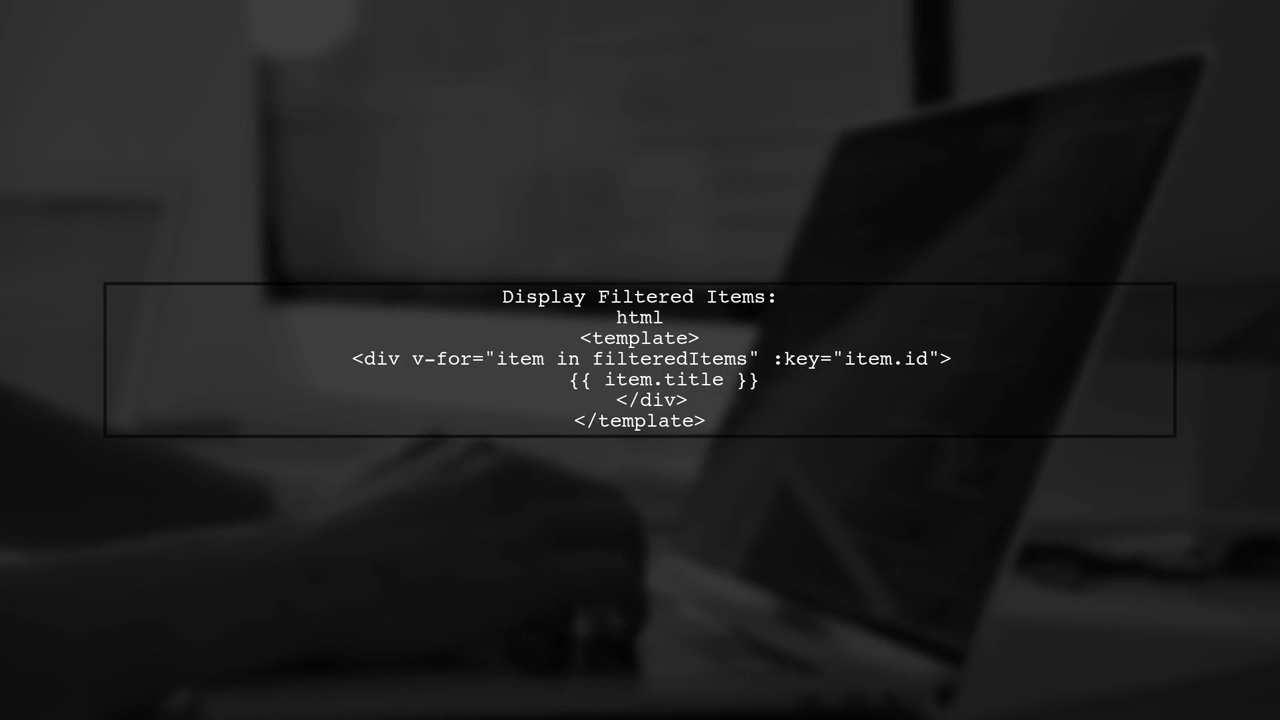 Display Filtered Items:
html
<template>
<div v-for="item in filteredItems" :key="item.id">
{{ item.title }}
</div>
</template>